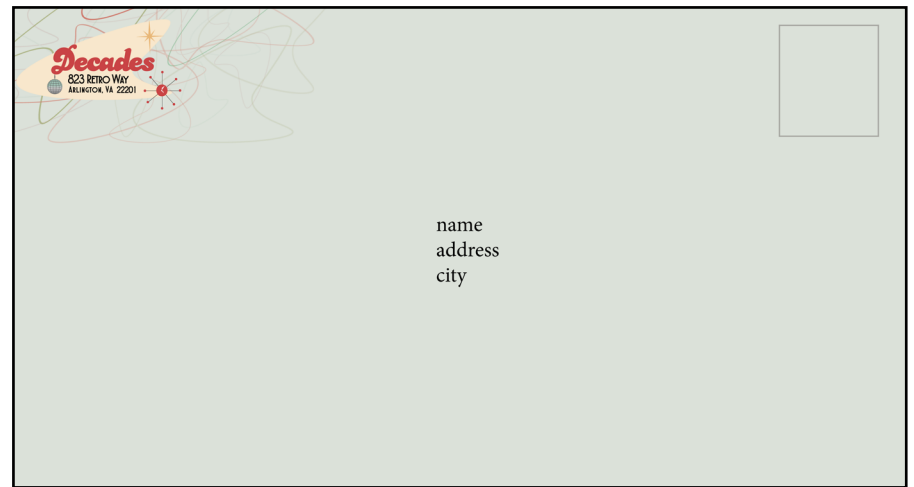 Decades
823 Retro Way
Arlington, VA 22201
name
address
city